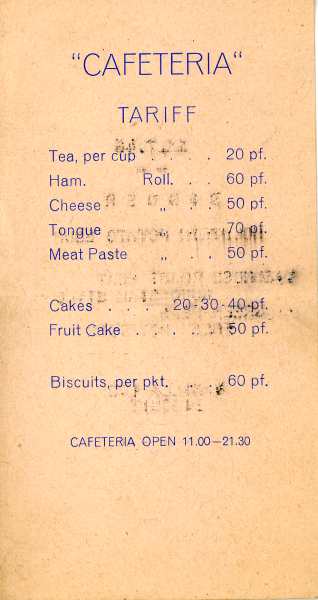 "CAFETERIA"
TARIFF
Tea, per cup . . . 20 pf.
Ham. Roll. . . 60 pf.
Cheese „ . . 50 pf.
Tongue „ . . 70 pf.
Meat Paste „ . . 50 pf.
Cakes . . . . 20-30-40-pf.
Fruit Cake . . . . 50 pf.
Biscuits, per pkt. . . . 60 pf.
CAFETERIA OPEN 11.00—21.30